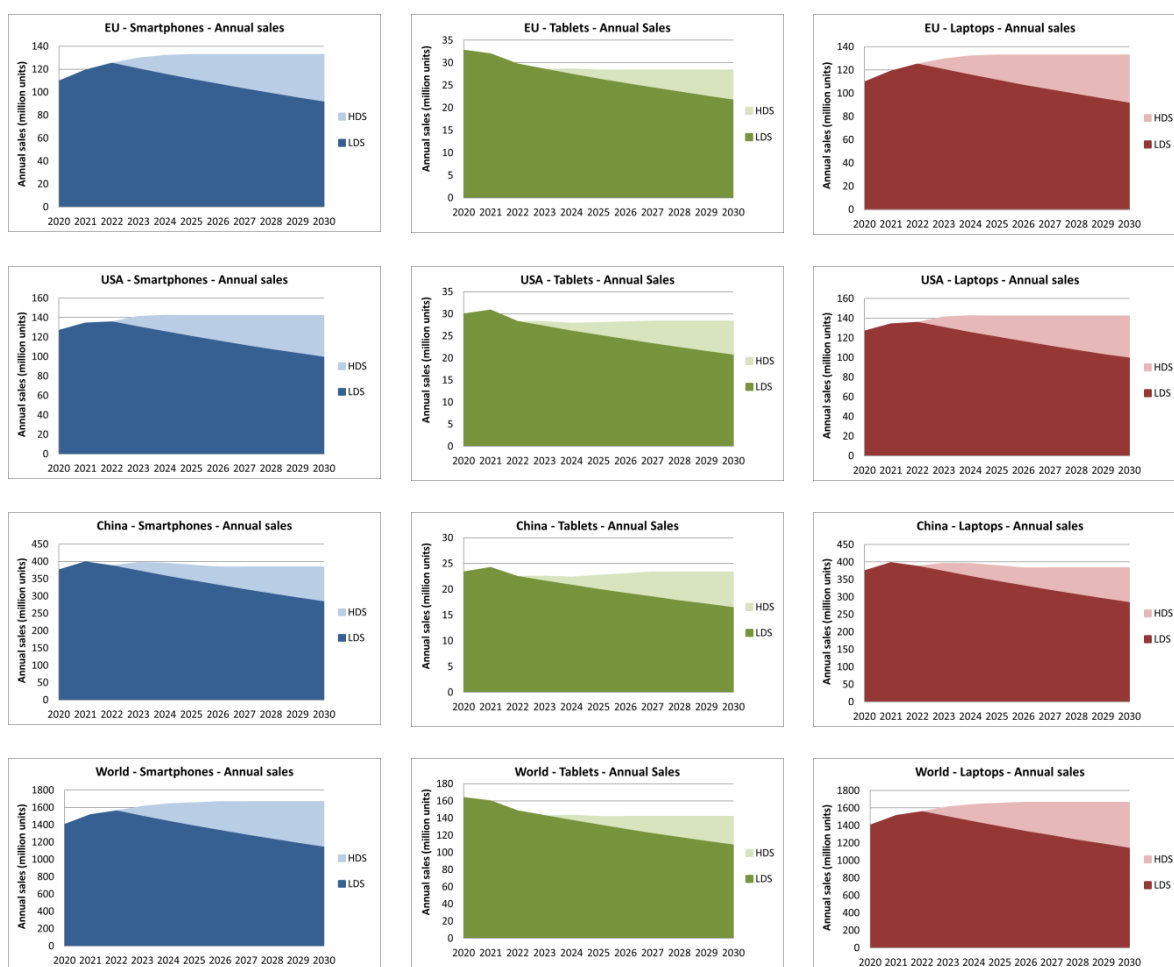 EU - Smartphones - Annual sales
Annual sales (million units)
140
120
100
80
60
40
20
0
2020 2021 2022 2023 2024 2025 2026 2027 2028 2029 2030
HDS
LDS
EU - Tablets - Annual Sales
Annual sales (million units)
35
30
25
20
15
10
5
0
2020 2021 2022 2023 2024 2025 2026 2027 2028 2029 2030
HDS
LDS
EU - Laptops - Annual sales
Annual sales (million units)
140
120
100
80
60
40
20
0
2020 2021 2022 2023 2024 2025 2026 2027 2028 2029 2030
HDS
LDS
USA - Smartphones - Annual sales
Annual sales (million units)
160
140
120
100
80
60
40
20
0
2020 2021 2022 2023 2024 2025 2026 2027 2028 2029 2030
HDS
LDS
USA - Tablets - Annual Sales
Annual sales (million units)
35
30
25
20
15
10
5
0
2020 2021 2022 2023 2024 2025 2026 2027 2028 2029 2030
HDS
LDS
USA - Laptops - Annual sales
Annual sales (million units)
160
140
120
100
80
60
40
20
0
2020 2021 2022 2023 2024 2025 2026 2027 2028 2029 2030
HDS
LDS
China - Smartphones - Annual sales
Annual sales (million units)
450
400
350
300
250
200
150
100
50
0
2020 2021 2022 2023 2024 2025 2026 2027 2028 2029 2030
HDS
LDS
China - Tablets - Annual Sales
Annual sales (million units)
30
25
20
15
10
5
0
2020 2021 2022 2023 2024 2025 2026 2027 2028 2029 2030
HDS
LDS
China - Laptops - Annual sales
Annual sales (million units)
450
400
350
300
250
200
150
100
50
0
2020 2021 2022 2023 2024 2025 2026 2027 2028 2029 2030
HDS
LDS
World - Smartphones - Annual sales
Annual sales (million units)
1800
1600
1400
1200
1000
800
600
400
200
0
2020 2021 2022 2023 2024 2025 2026 2027 2028 2029 2030
HDS
LDS
World - Tablets - Annual Sales
Annual sales (million units)
180
160
140
120
100
80
60
40
20
0
2020 2021 2022 2023 2024 2025 2026 2027 2028 2029 2030
HDS
LDS
World - Laptops - Annual sales
Annual sales (million units)
1800
1600
1400
1200
1000
800
600
400
200
0
2020 2021 2022 2023 2024 2025 2026 2027 2028 2029 2030
HDS
LDS